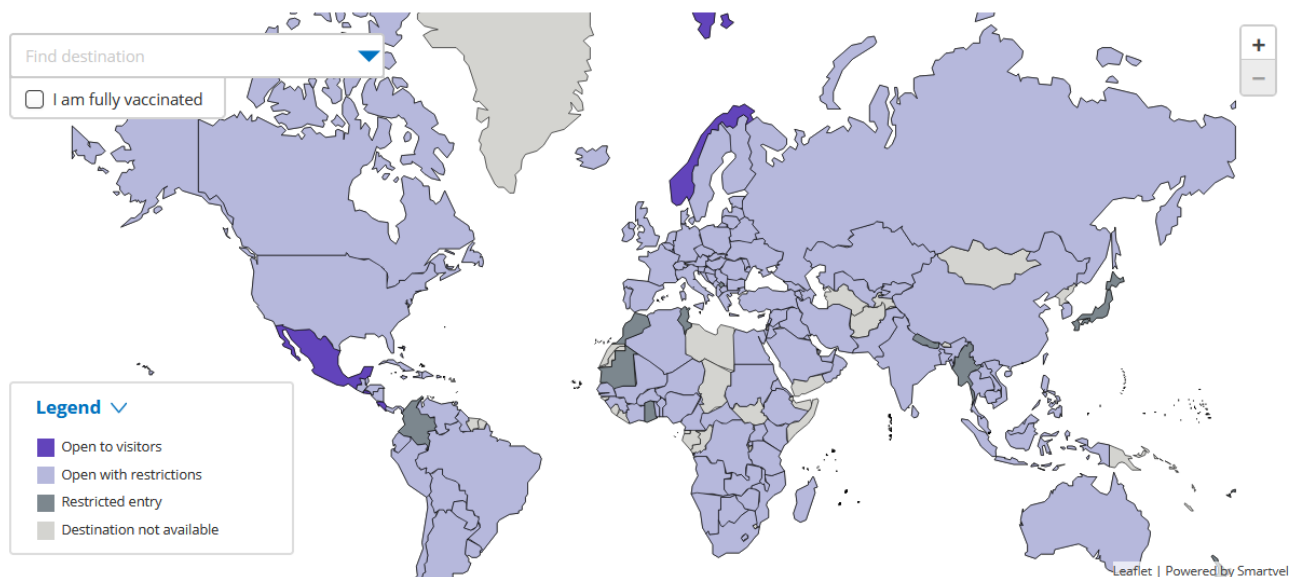 Find destination
I am fully vaccinated
+
−
Legend
Open to visitors
Open with restrictions
Restricted entry
Destination not available
Leaflet | Powered by Smartvel